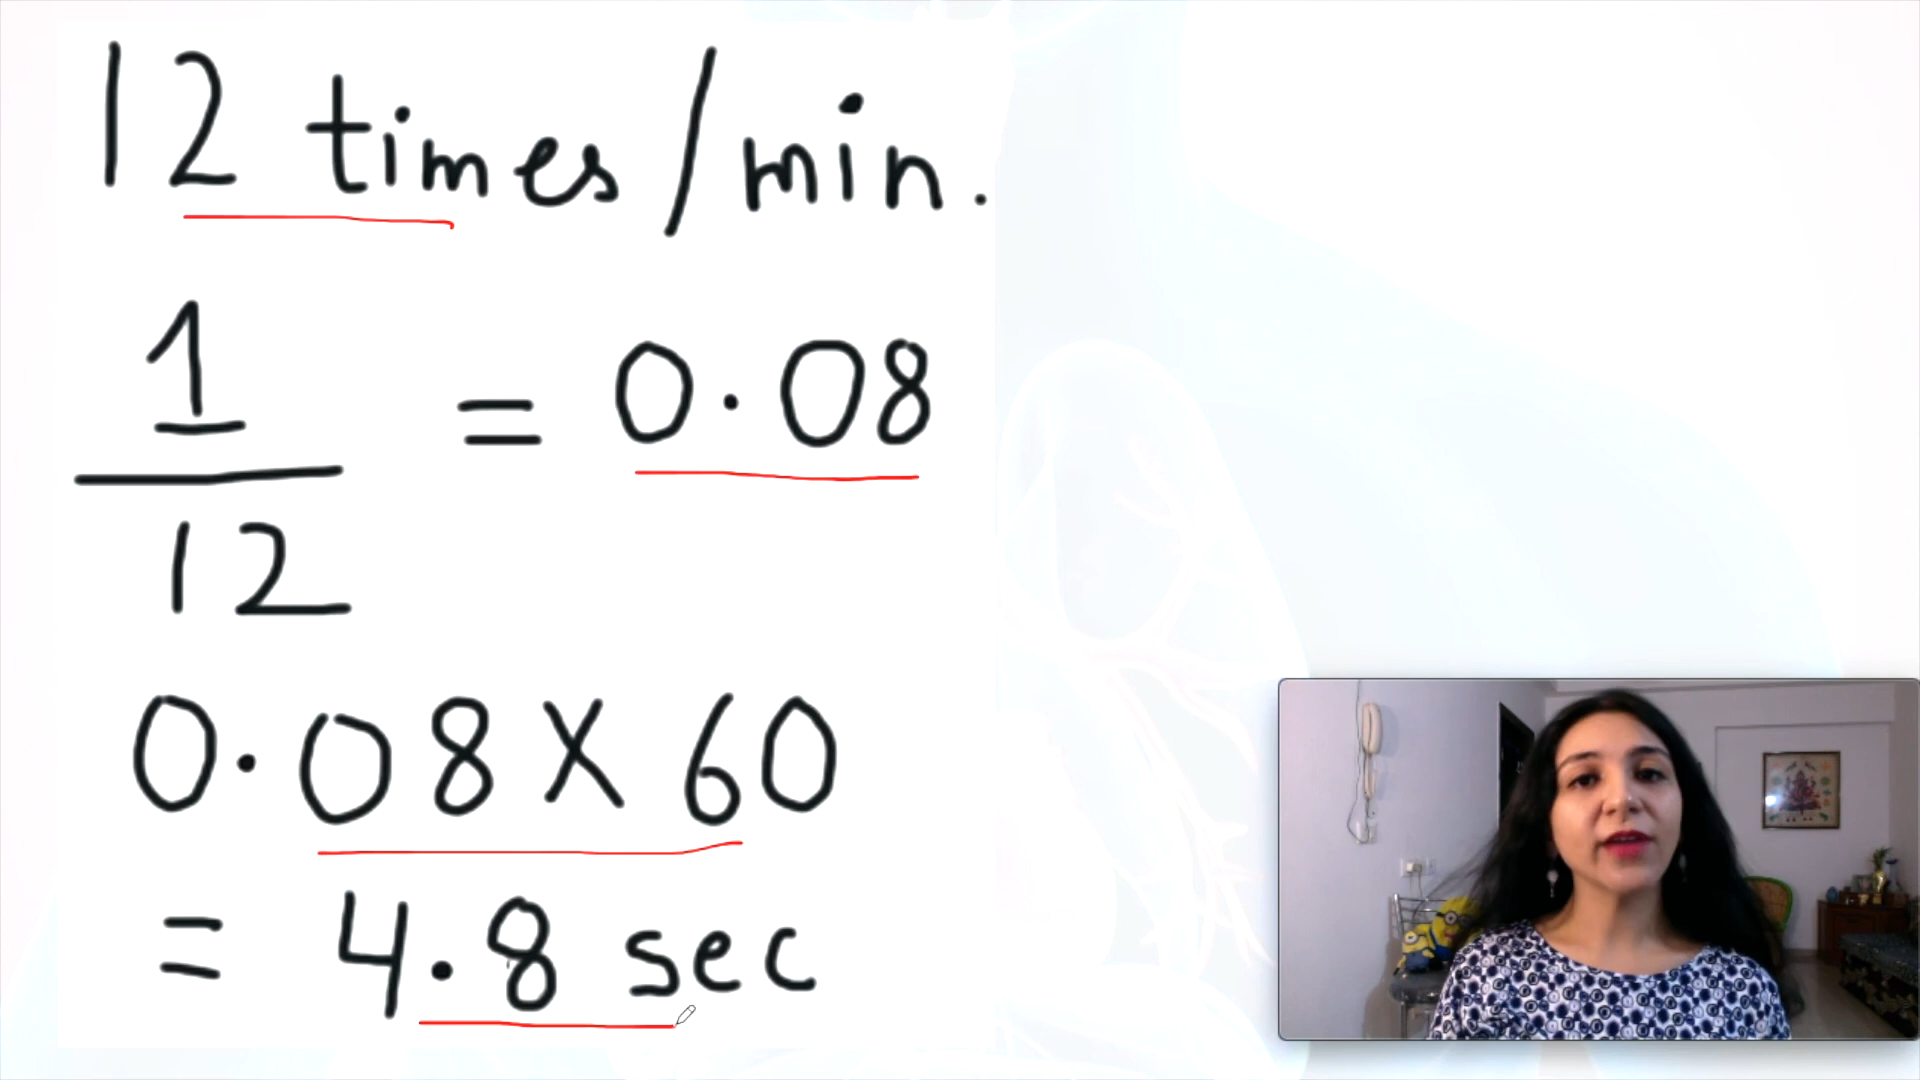 12 times/min.
1
12
= 0.08
0.08 X 60
= 4.8 sec